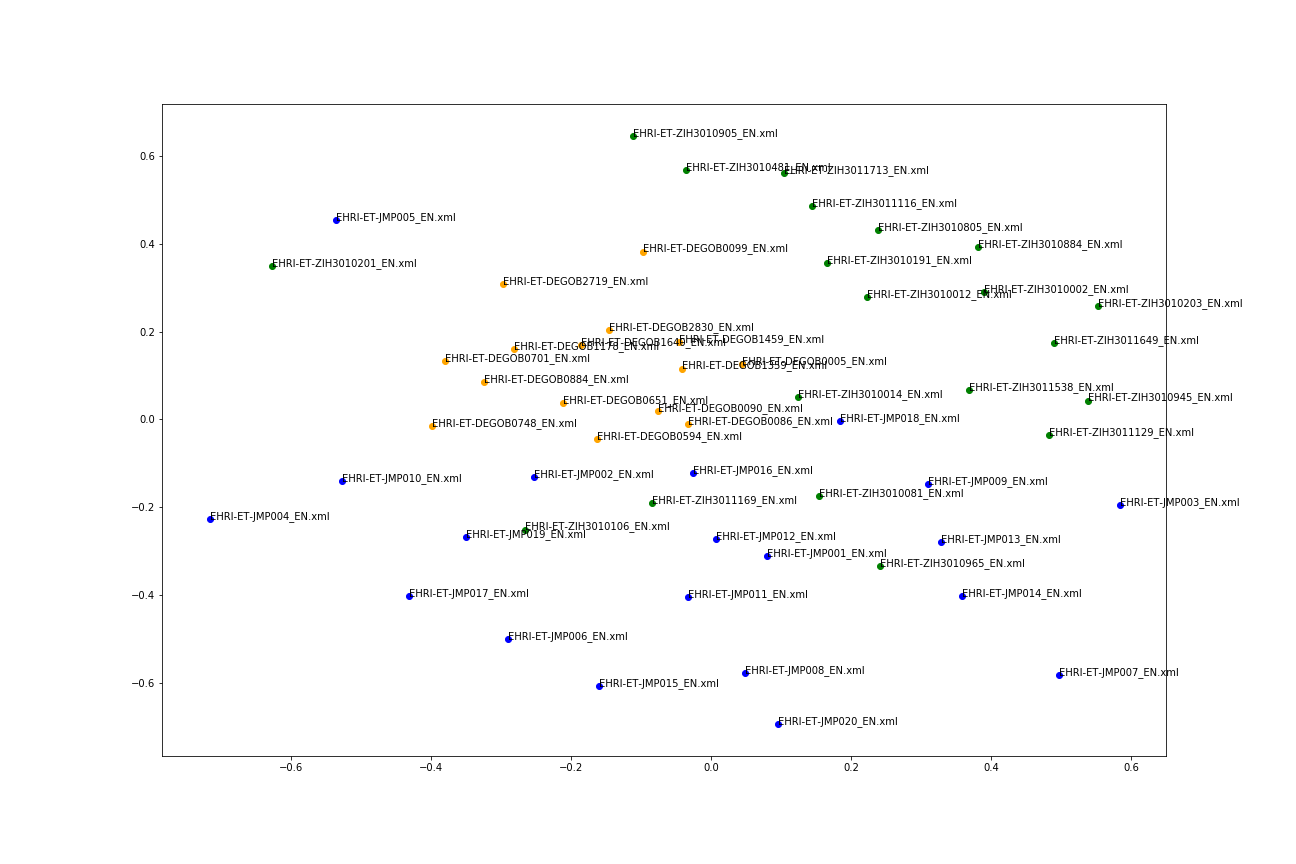 EHRI-ET-ZIH3010905_EN.xml
0.6
EHRI-ET-ZIH3010481_EN.xml
EHRI-ET-ZIH3011713_EN.xml
EHRI-ET-ZIH3011116_EN.xml
EHRI-ET-JMP005_EN.xml
EHRI-ET-ZIH3010805_EN.xml
0.4
EHRI-ET-ZIH3010884_EN.xml
EHRI-ET-DEGOB0099_EN.xml
EHRI-ET-ZIH3010201_EN.xml
EHRI-ET-ZIH3010191_EN.xml
EHRI-ET-DEGOB2719_EN.xml
EHRI-ET-ZIH3010012_EN.xml
EHRI-ET-ZIH3010002_EN.xml
EHRI-ET-ZIH3010203_EN.xml
0.2
EHRI-ET-DEGOB2830_EN.xml
EHRI-ET-DEGOB1178_EN.xml
EHRI-ET-DEGOB1459_EN.xml
EHRI-ET-ZIH3011649_EN.xml
EHRI-ET-DEGOB0701_EN.xml
EHRI-ET-DEGOB1359_EN.xml
EHRI-ET-DEGOB0005_EN.xml
EHRI-ET-DEGOB0884_EN.xml
EHRI-ET-ZIH3011538_EN.xml
EHRI-ET-DEGOB0651_EN.xml
EHRI-ET-ZIH3010014_EN.xml
EHRI-ET-ZIH3010945_EN.xml
EHRI-ET-DEGOB0090_EN.xml
0.0
EHRI-ET-DEGOB0748_EN.xml
EHRI-ET-DEGOB0086_EN.xml
EHRI-ET-JMP018_EN.xml
EHRI-ET-DEGOB0594_EN.xml
EHRI-ET-ZIH3011129_EN.xml
EHRI-ET-JMP010_EN.xml
EHRI-ET-JMP002_EN.xml
EHRI-ET-JMP016_EN.xml
EHRI-ET-JMP009_EN.xml
EHRI-ET-ZIH3011169_EN.xml
EHRI-ET-ZIH3010081_EN.xml
EHRI-ET-JMP003_EN.xml
−0.2
EHRI-ET-JMP004_EN.xml
EHRI-ET-ZIH3010106_EN.xml
EHRI-ET-JMP019_EN.xml
EHRI-ET-JMP012_EN.xml
EHRI-ET-JMP013_EN.xml
EHRI-ET-JMP001_EN.xml
EHRI-ET-ZIH3010965_EN.xml
−0.4
EHRI-ET-JMP017_EN.xml
EHRI-ET-JMP011_EN.xml
EHRI-ET-JMP014_EN.xml
EHRI-ET-JMP006_EN.xml
−0.6
EHRI-ET-JMP015_EN.xml
EHRI-ET-JMP008_EN.xml
EHRI-ET-JMP007_EN.xml
EHRI-ET-JMP020_EN.xml
−0.6 −0.4 −0.2 0.0 0.2 0.4 0.6